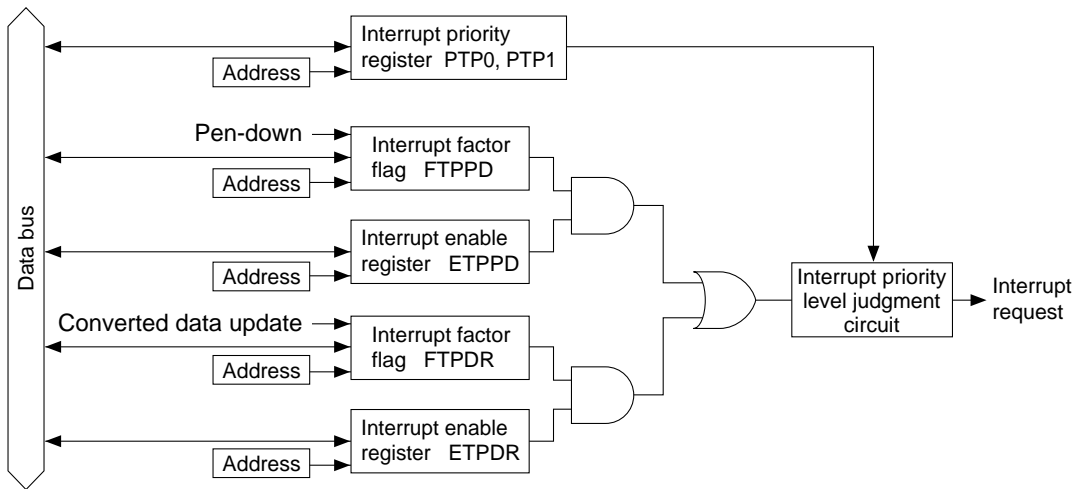 Interrupt priority
register PTP0, PTP1
Address
Pen-down
Interrupt factor
flag FTPPD
Address
Interrupt enable
register ETPPD
Address
Converted data update
Interrupt factor
flag FTPDR
Address
Interrupt enable
register ETPDR
Address
Data bus
Interrupt priority
level judgment
circuit
Interrupt
request